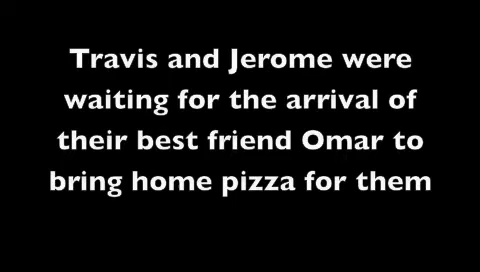 Travis and Jerome were
waiting for the arrival of
their best friend Omar to
bring home pizza for them